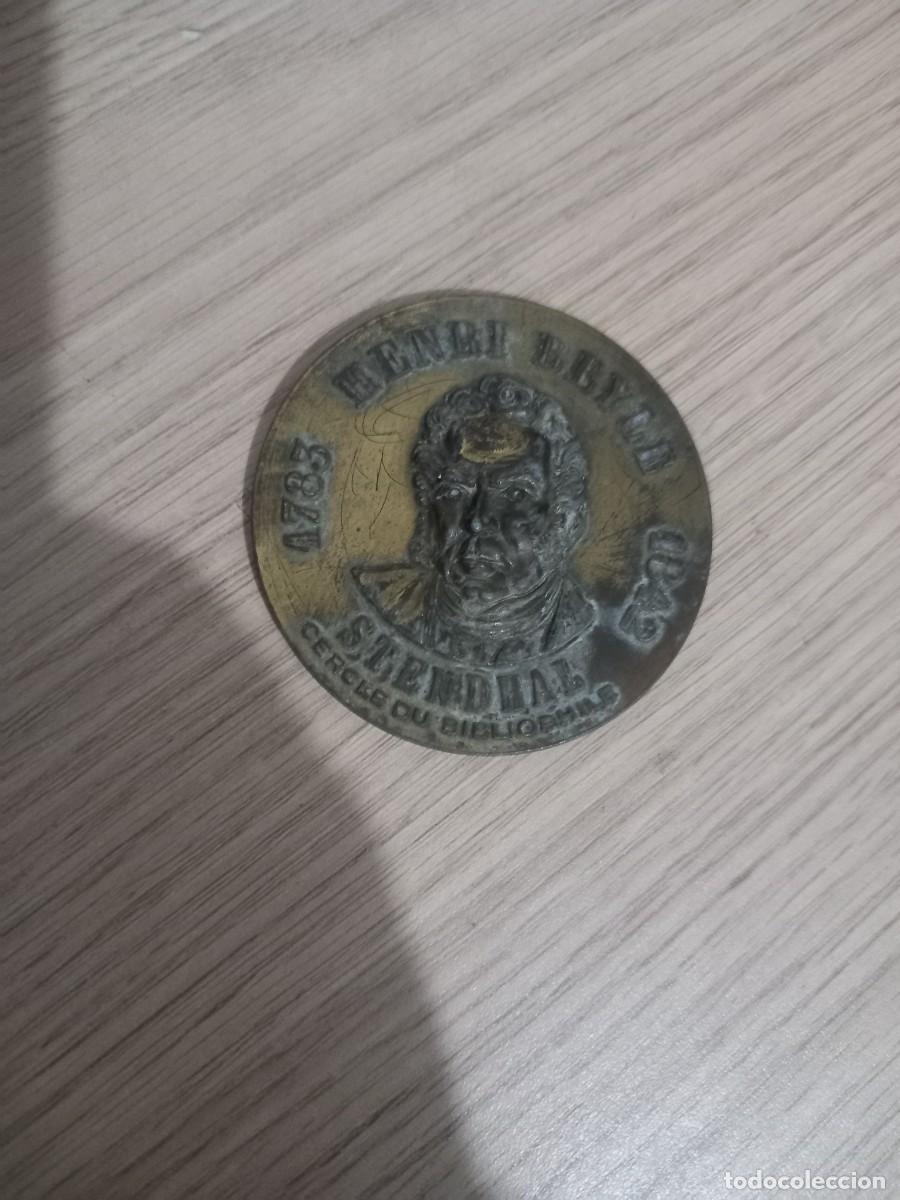 HENRI BEYLE
1783
1842
STENDHAL
CERCLE DU BIBLIOPHILE
todocoleccion